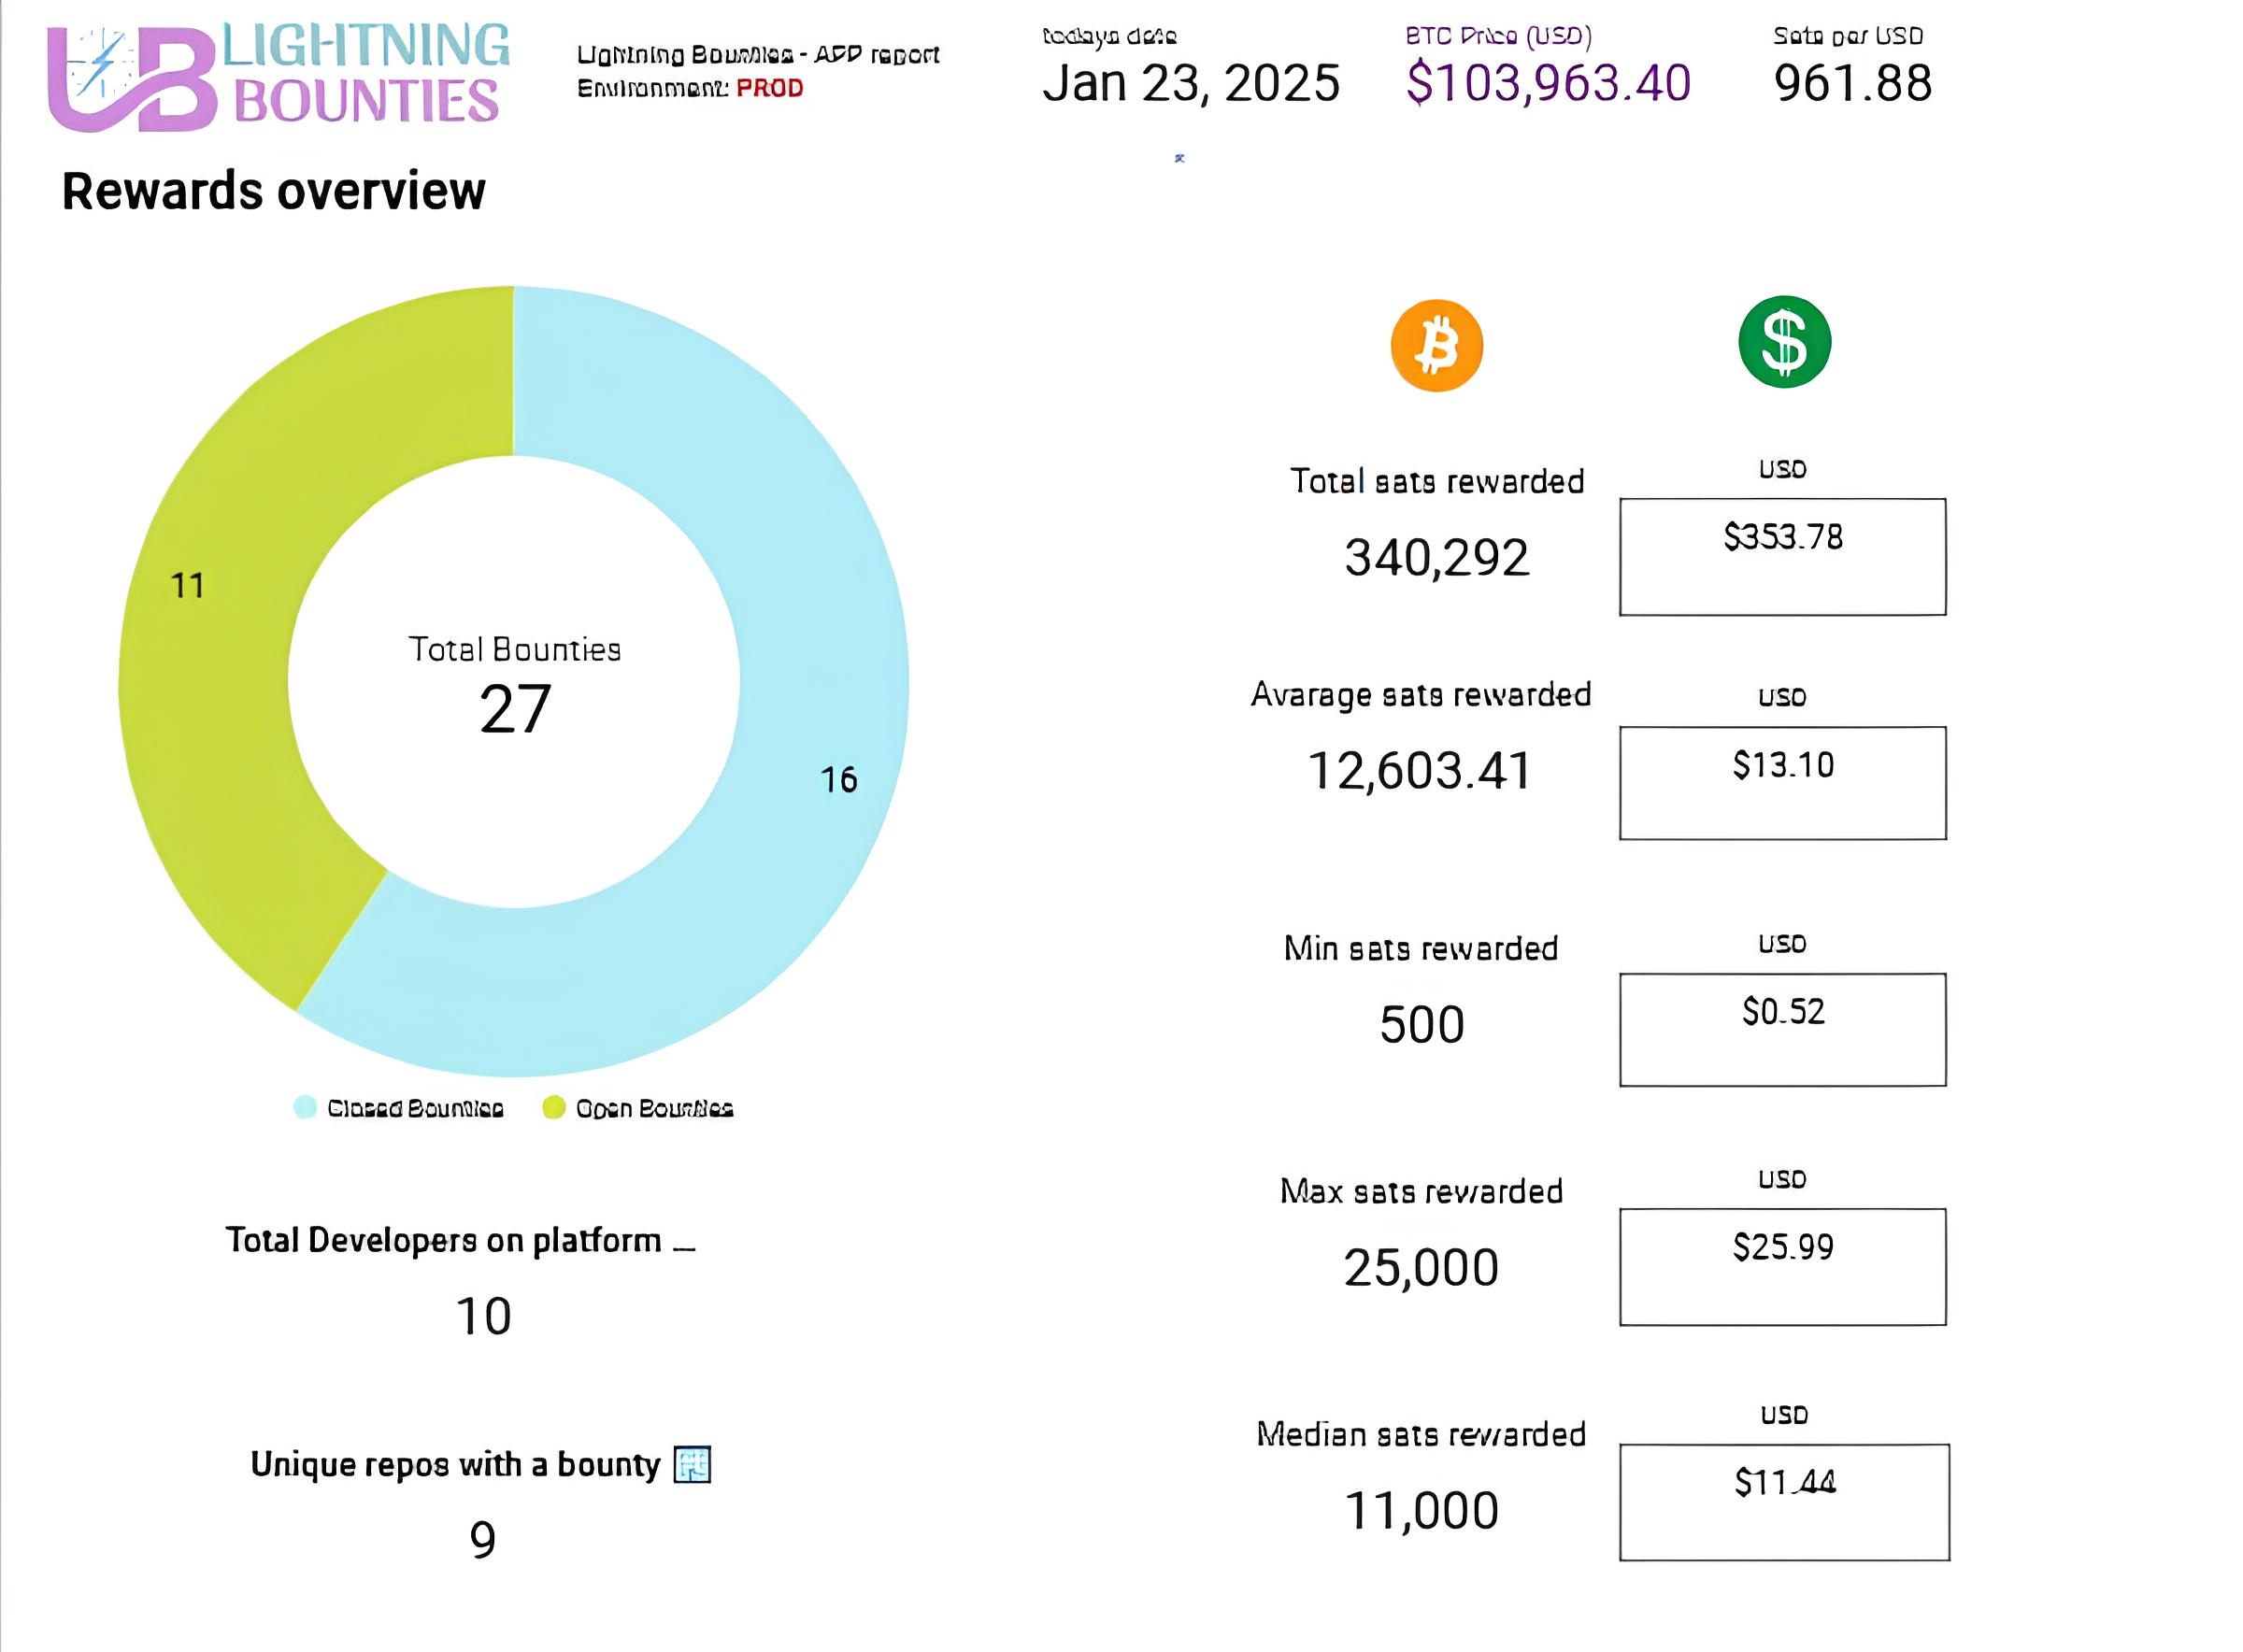 LIGHTNING
BOUNTIES
Lightning Bounties - APP report
Environment: PROD
todays date
Jan 23, 2025
BTC Price (USD)
$103,963.40
Sats per USD
961.88
Rewards overview
11
Total Bounties
27
16
Closed Bounties
Open Bounties
Total Developers on platform _
10
Unique repos with a bounty
9
Total sats rewarded
340,292
USD
$353.78
Avarage sats rewarded
12,603.41
USD
$13.10
Min sats rewarded
500
USD
$0.52
Max sats rewarded
25,000
USD
$25.99
Median sats rewarded
11,000
USD
$11.44